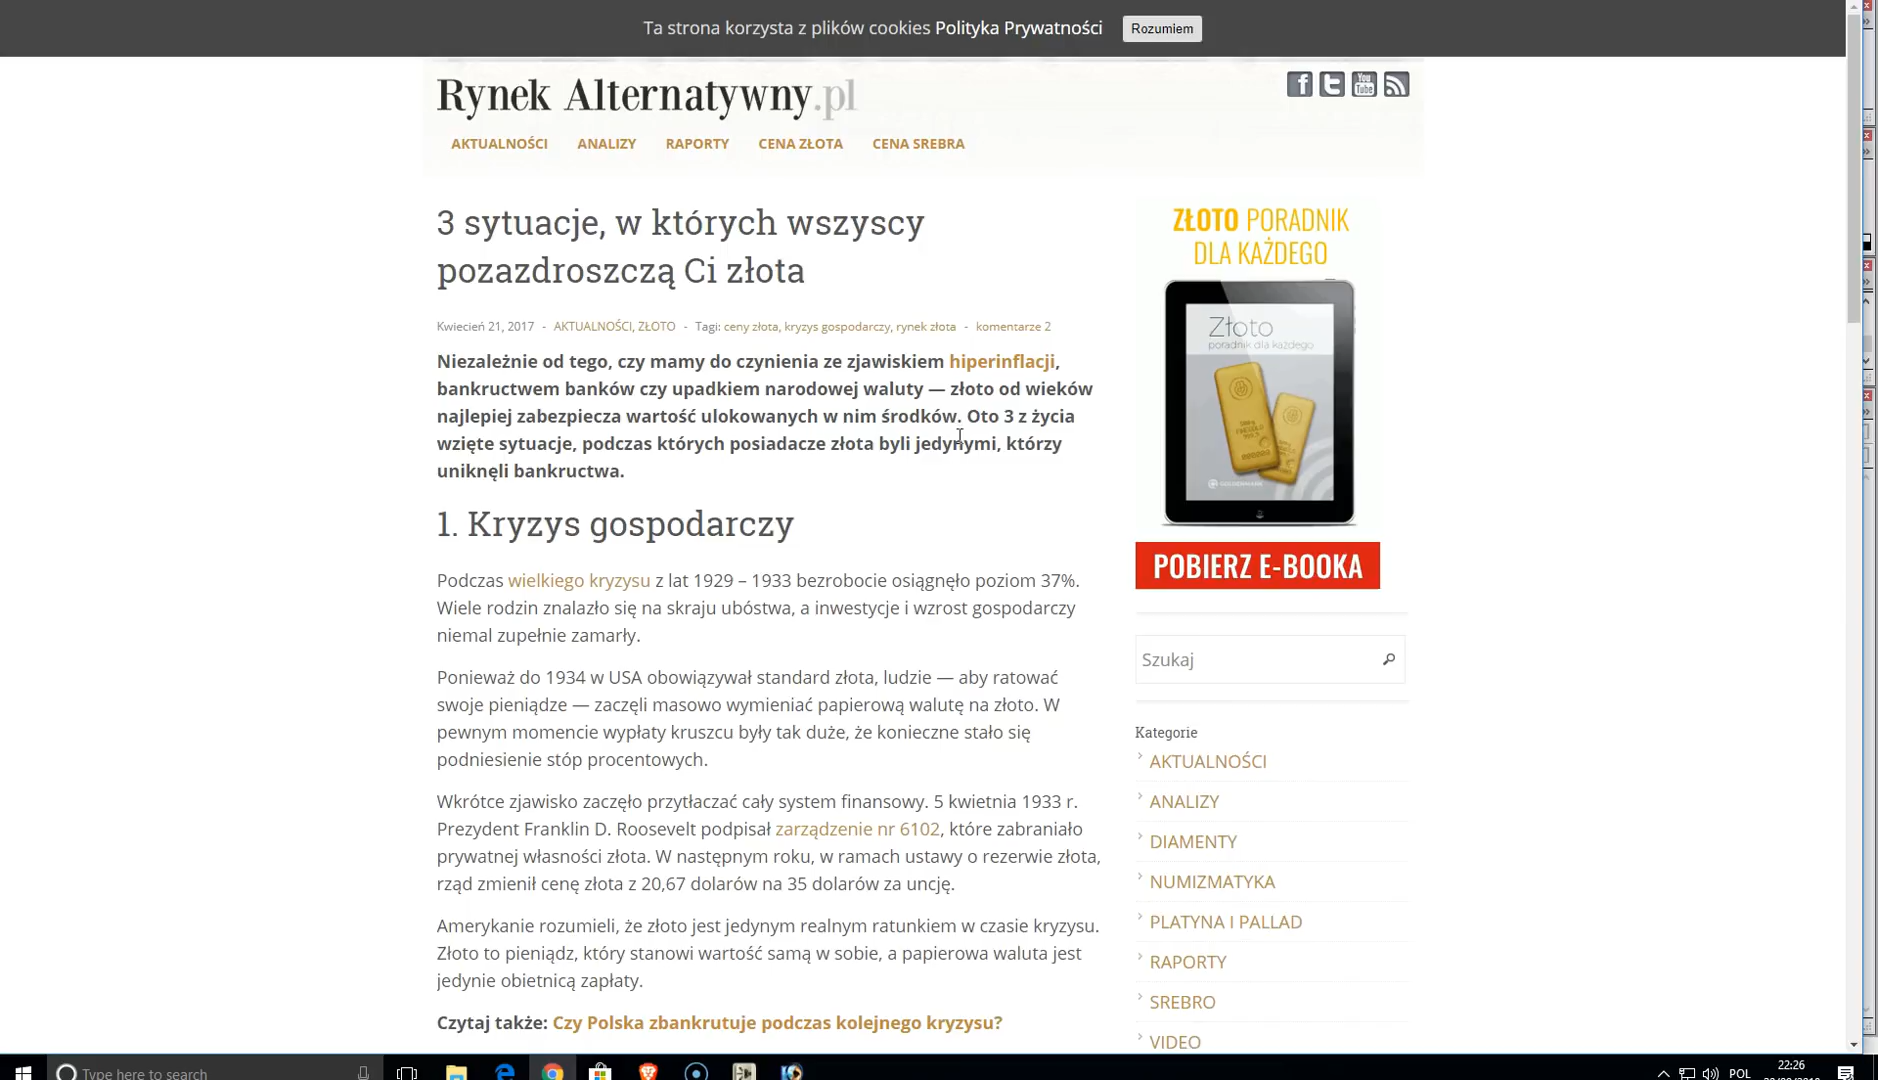 Ta strona korzysta z plików cookies Polityka Prywatności Rozumiem
Rynek Alternatywny.pl
AKTUALNOŚCI ANALIZY RAPORTY CENA ZŁOTA CENA SREBRA
3 sytuacje, w których wszyscy
pozazdroszczą Ci złota
Kwiecień 21, 2017 - AKTUALNOŚCI, ZŁOTO - Tagi: ceny złota, kryzys gospodarczy, rynek złota - komentarze 2
Niezależnie od tego, czy mamy do czynienia ze zjawiskiem hiperinflacji,
bankructwem banków czy upadkiem narodowej waluty — złoto od wieków
najlepiej zabezpiecza wartość ulokowanych w nim środków. Oto 3 z życia
wzięte sytuacje, podczas których posiadacze złota byli jedynymi, którzy
uniknęli bankructwa.
1. Kryzys gospodarczy
Podczas wielkiego kryzysu z lat 1929 – 1933 bezrobocie osiągnęło poziom 37%.
Wiele rodzin znalazło się na skraju ubóstwa, a inwestycje i wzrost gospodarczy
niemal zupełnie zamarły.
Ponieważ do 1934 w USA obowiązywał standard złota, ludzie — aby ratować
swoje pieniądze — zaczęli masowo wymieniać papierową walutę na złoto. W
pewnym momencie wypłaty kruszcu były tak duże, że konieczne stało się
podniesienie stóp procentowych.
Wkrótce zjawisko zaczęło przytłaczać cały system finansowy. 5 kwietnia 1933 r.
Prezydent Franklin D. Roosevelt podpisał zarządzenie nr 6102, które zabraniało
prywatnej własności złota. W następnym roku, w ramach ustawy o rezerwie złota,
rząd zmienił cenę złota z 20,67 dolarów na 35 dolarów za uncję.
Amerykanie rozumieli, że złoto jest jedynym realnym ratunkiem w czasie kryzysu.
Złoto to pieniądz, który stanowi wartość samą w sobie, a papierowa waluta jest
jedynie obietnicą zapłaty.
Czytaj także: Czy Polska zbankrutuje podczas kolejnego kryzysu?
ZŁOTO PORADNIK
DLA KAŻDEGO
Złoto
poradnik dla każdego
POBIERZ E-BOOKA
Szukaj
Kategorie
AKTUALNOŚCI
ANALIZY
DIAMENTY
NUMIZMATYKA
PLATYNA I PALLAD
RAPORTY
SREBRO
VIDEO
Type here to search
POL
22:26